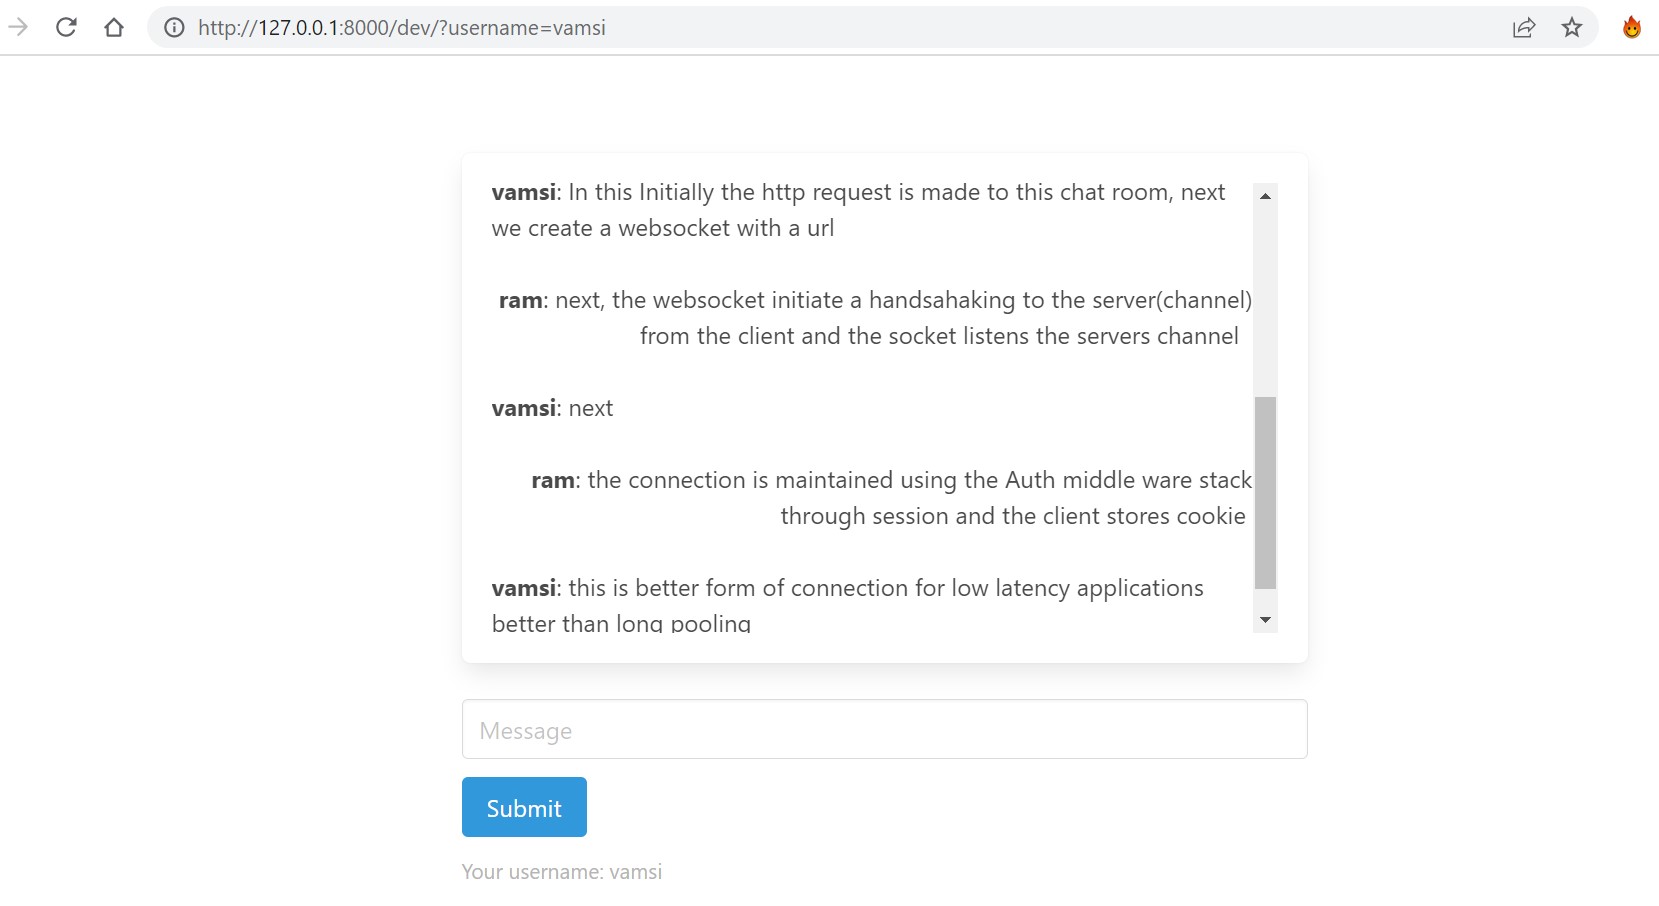 http://127.0.0.1:8000/dev/?username=vamsi
vamsi: In this Initially the http request is made to this chat room, next
we create a websocket with a url
ram: next, the websocket initiate a handsahaking to the server(channel)
from the client and the socket listens the servers channel
vamsi: next
ram: the connection is maintained using the Auth middle ware stack
through session and the client stores cookie
vamsi: this is better form of connection for low latency applications
better than long pooling
Message
Submit
Your username: vamsi